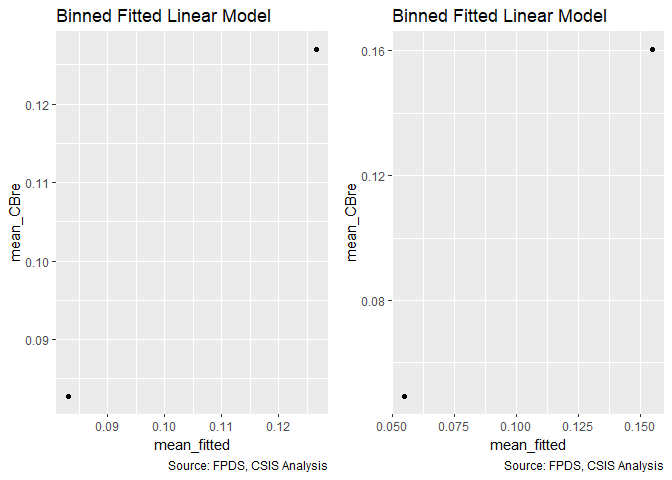 Binned Fitted Linear Model
mean_CBre
0.12
0.11
0.10
0.09
0.09 0.10 0.11 0.12
mean_fitted
Source: FPDS, CSIS Analysis
Binned Fitted Linear Model
mean_CBre
0.16
0.12
0.08
0.050 0.075 0.100 0.125 0.150
mean_fitted
Source: FPDS, CSIS Analysis